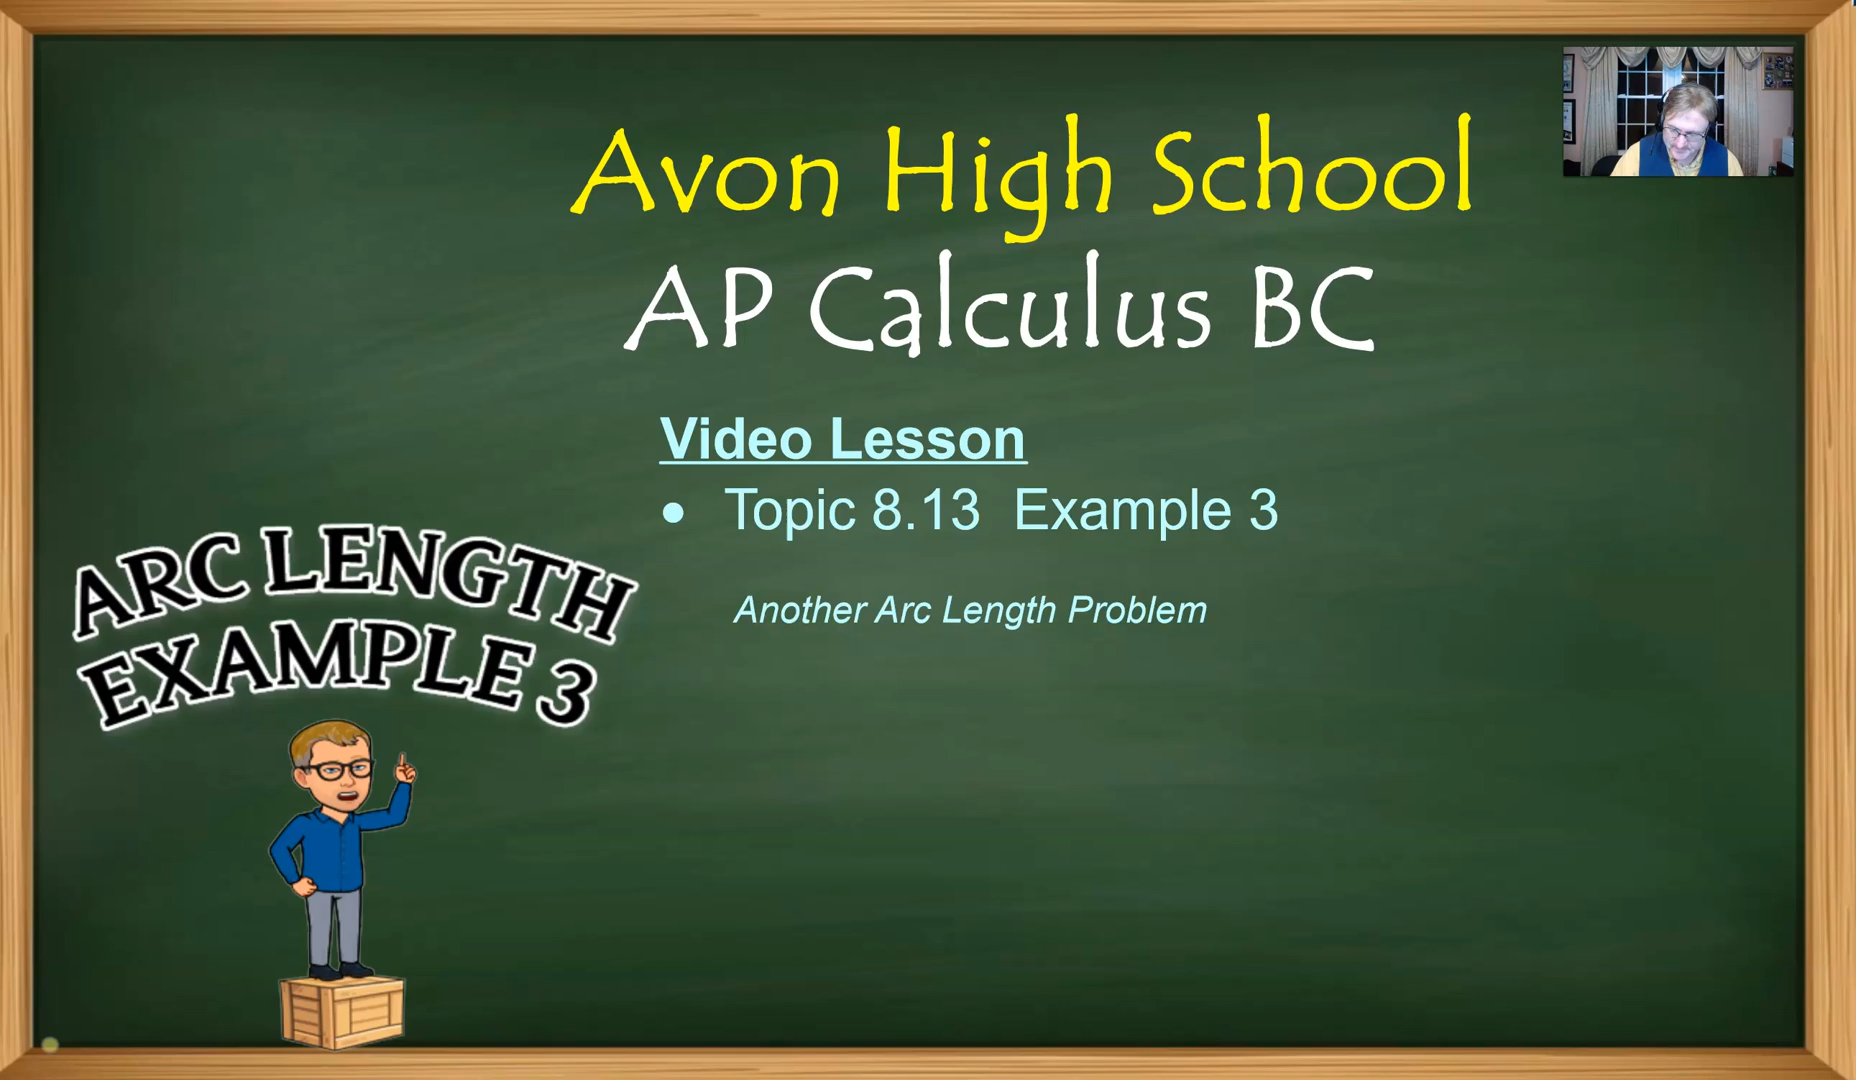 Avon High School
AP Calculus BC
Video Lesson
• Topic 8.13 Example 3
Another Arc Length Problem
ARC LENGTH
EXAMPLE 3